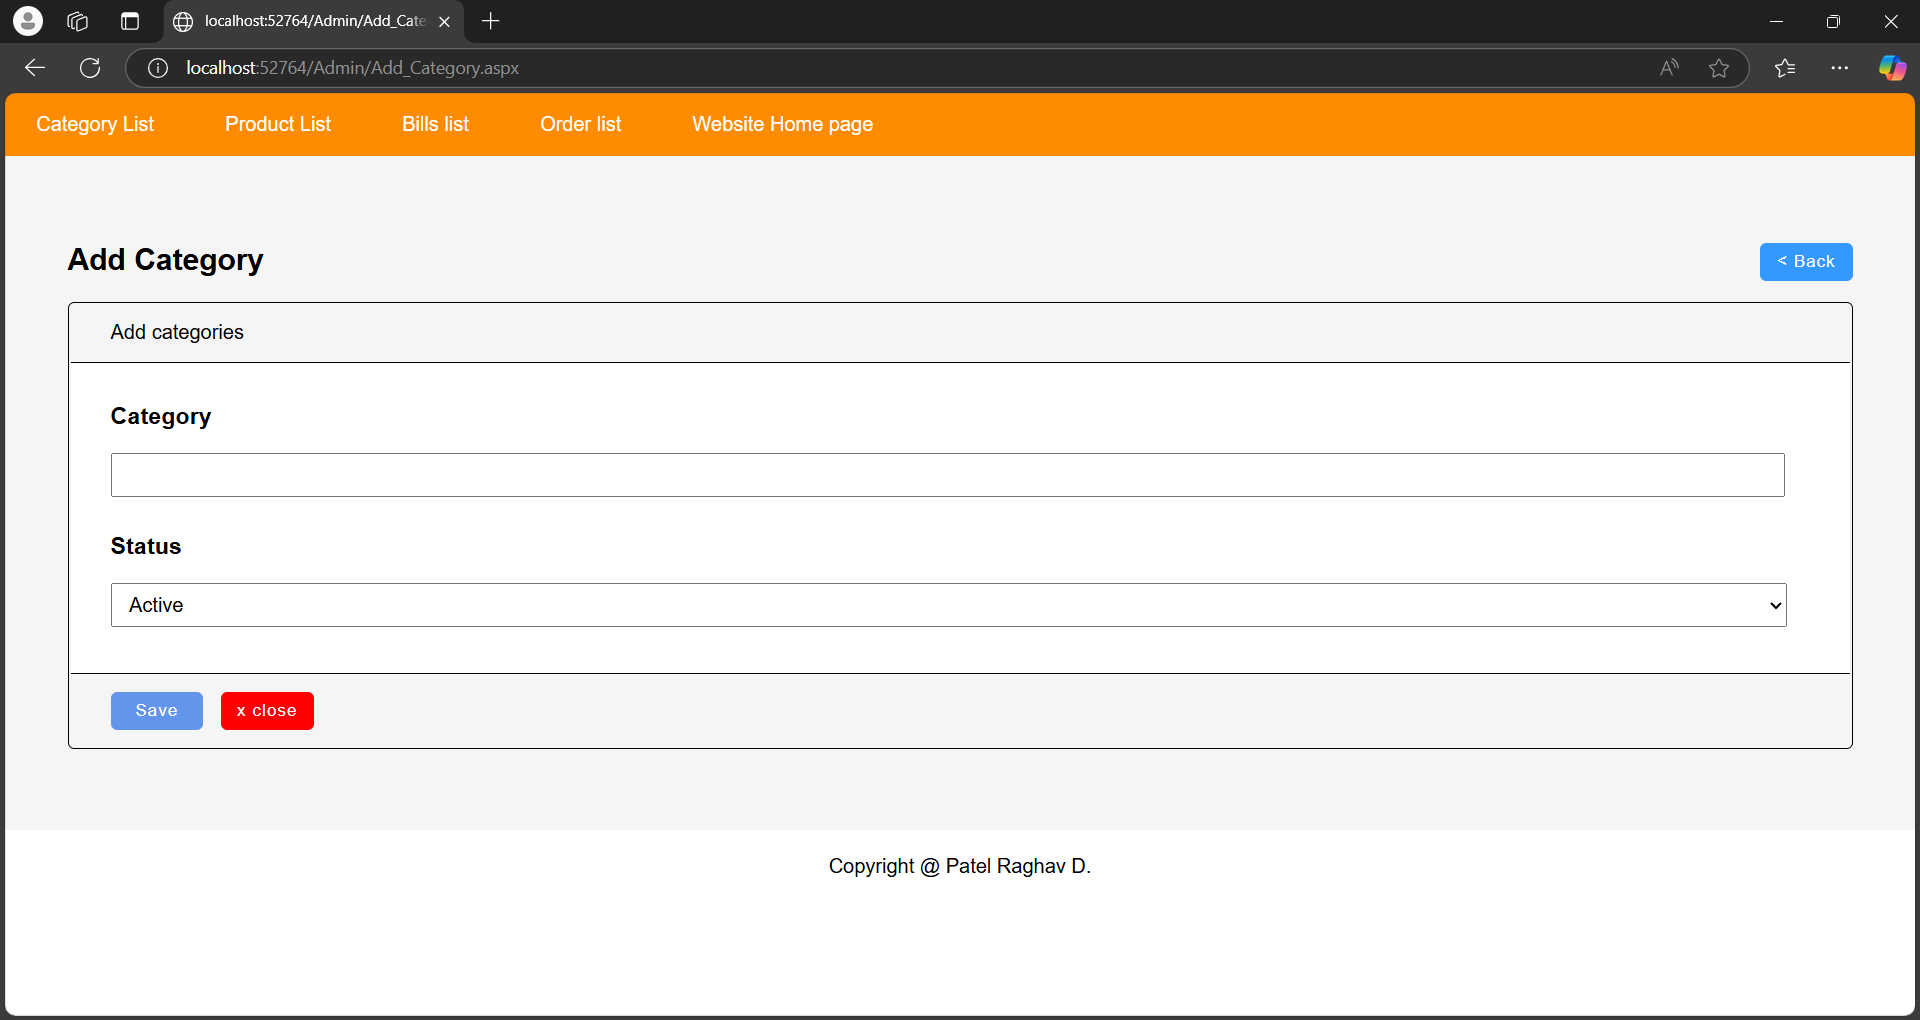 localhost:52764/Admin/Add_Cate
localhost:52764/Admin/Add_Category.aspx
Category List Product List Bills list Order list Website Home page
Add Category
< Back
Add categories
Category
Status
Active
Save x close
Copyright @ Patel Raghav D.